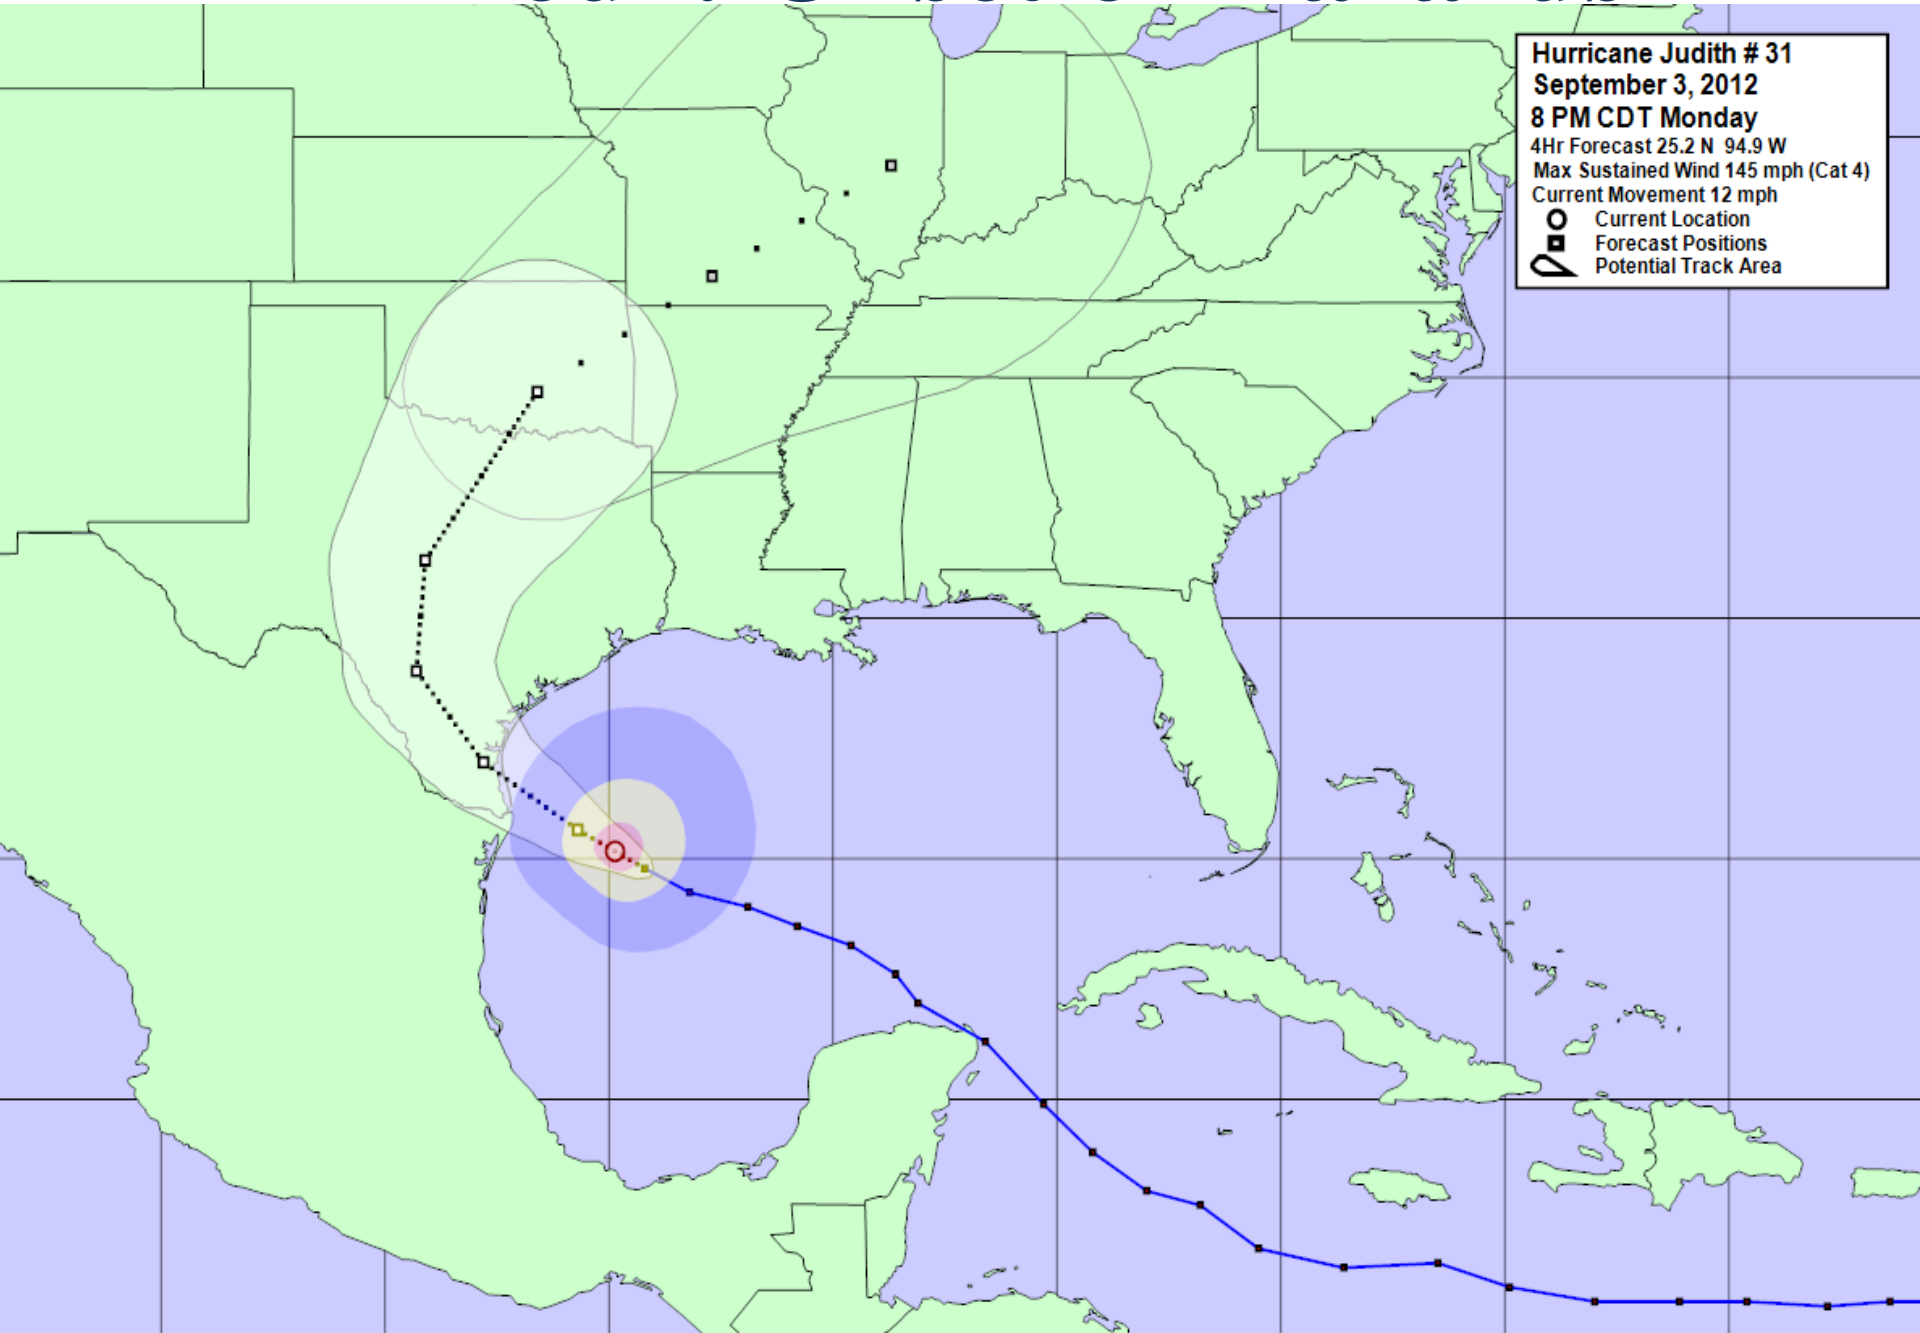 Hurricane Judith # 31
September 3, 2012
8 PM CDT Monday
4Hr Forecast 25.2 N 94.9 W
Max Sustained Wind 145 mph (Cat 4)
Current Movement 12 mph
Current Location
Forecast Positions
Potential Track Area